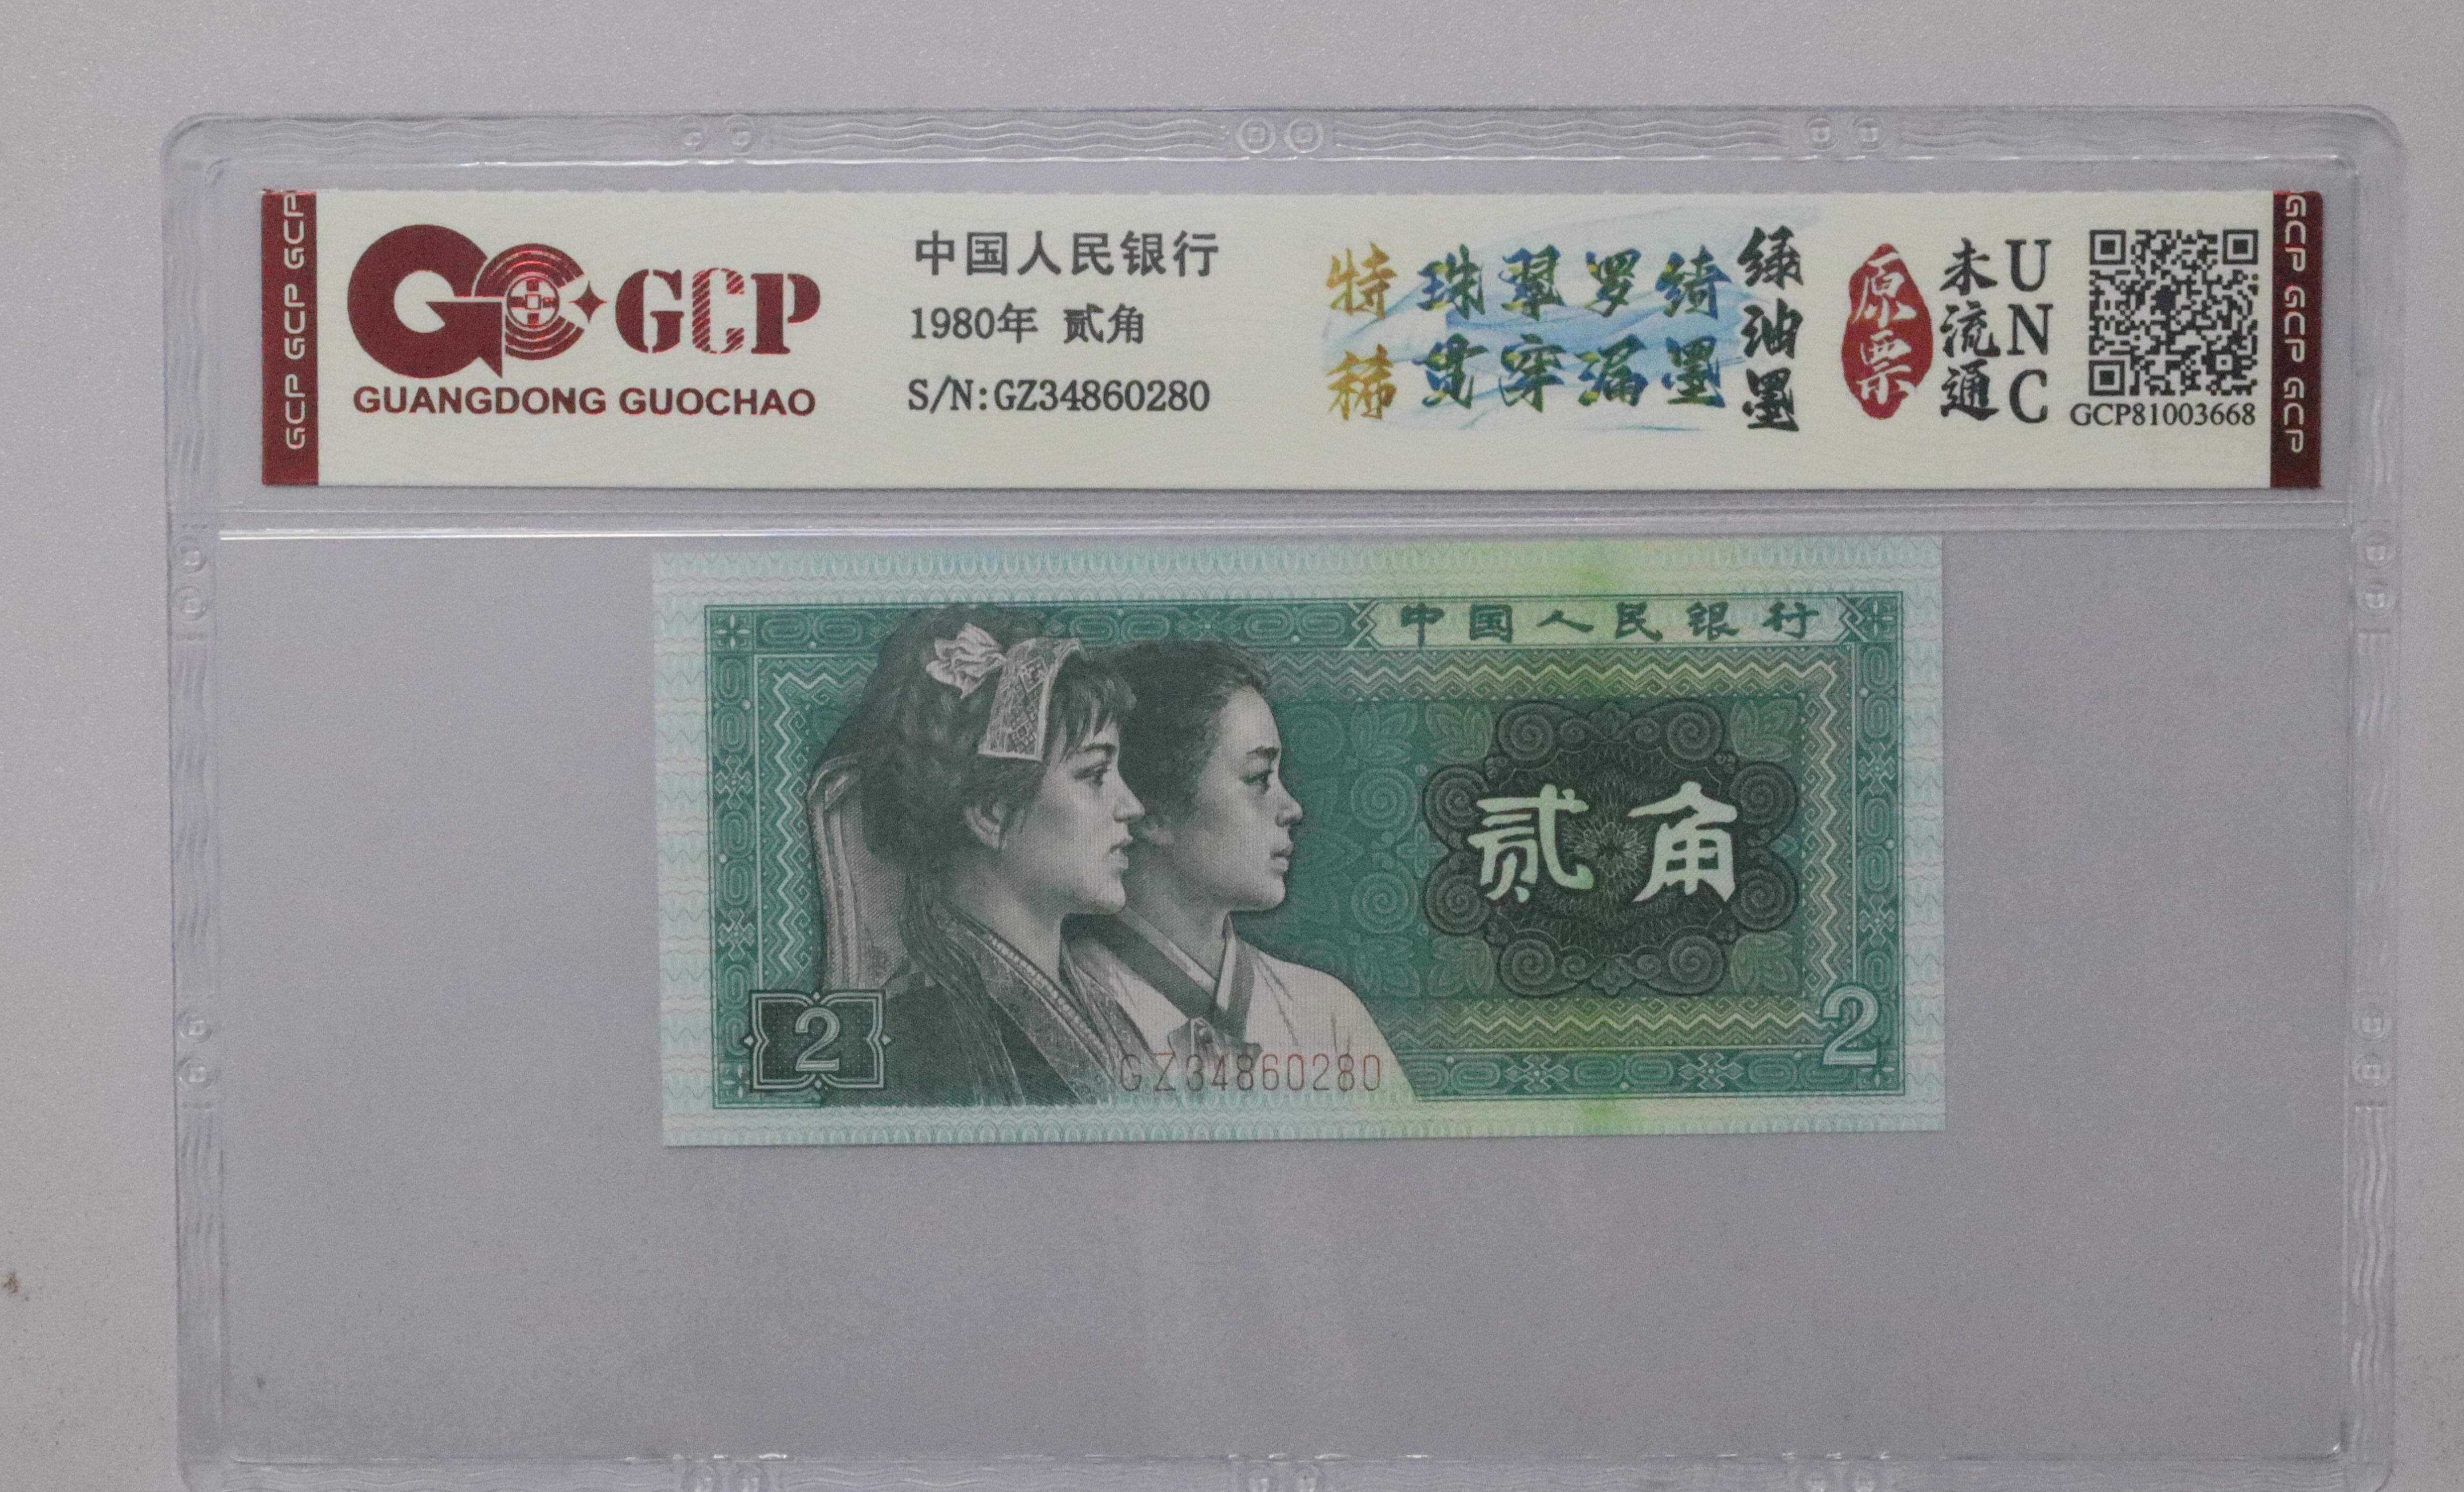 GCP GCP GCP
GCP
GUANGDONG GUOCHAO
中国人民银行
1980年 贰角
S/N:GZ34860280
特稀
珠翠罗绮
贯穿漏墨
绿油墨
原票
未流通
UNC
GCP81003668
GCP GCP GCP
中国人民银行
贰角
2
2
GZ34860280